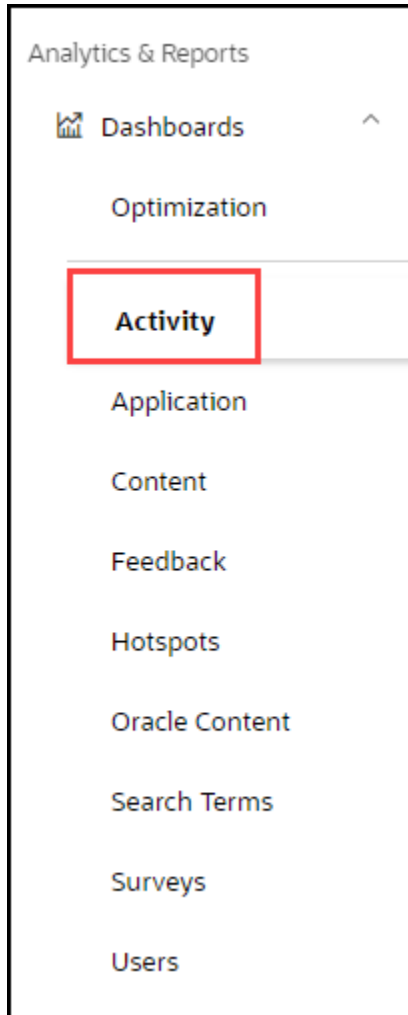 Analytics & Reports
Dashboards
Optimization
Activity
Application
Content
Feedback
Hotspots
Oracle Content
Search Terms
Surveys
Users